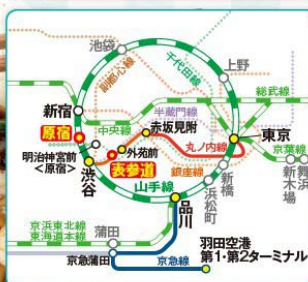 池袋
上野
副都心線
千代田線
新宿
総武線
半蔵門線
原宿
中央線
赤坂見附
丸ノ内線
東京
明治神宮前
<原宿>
外苑前
京葉線
渋谷
表参道
銀座線
新橋
新木場
舞浜
山手線
浜松町
品川
京浜東北線
東海道本線
蒲田
羽田空港
第1・第2ターミナル
京急蒲田
京急線